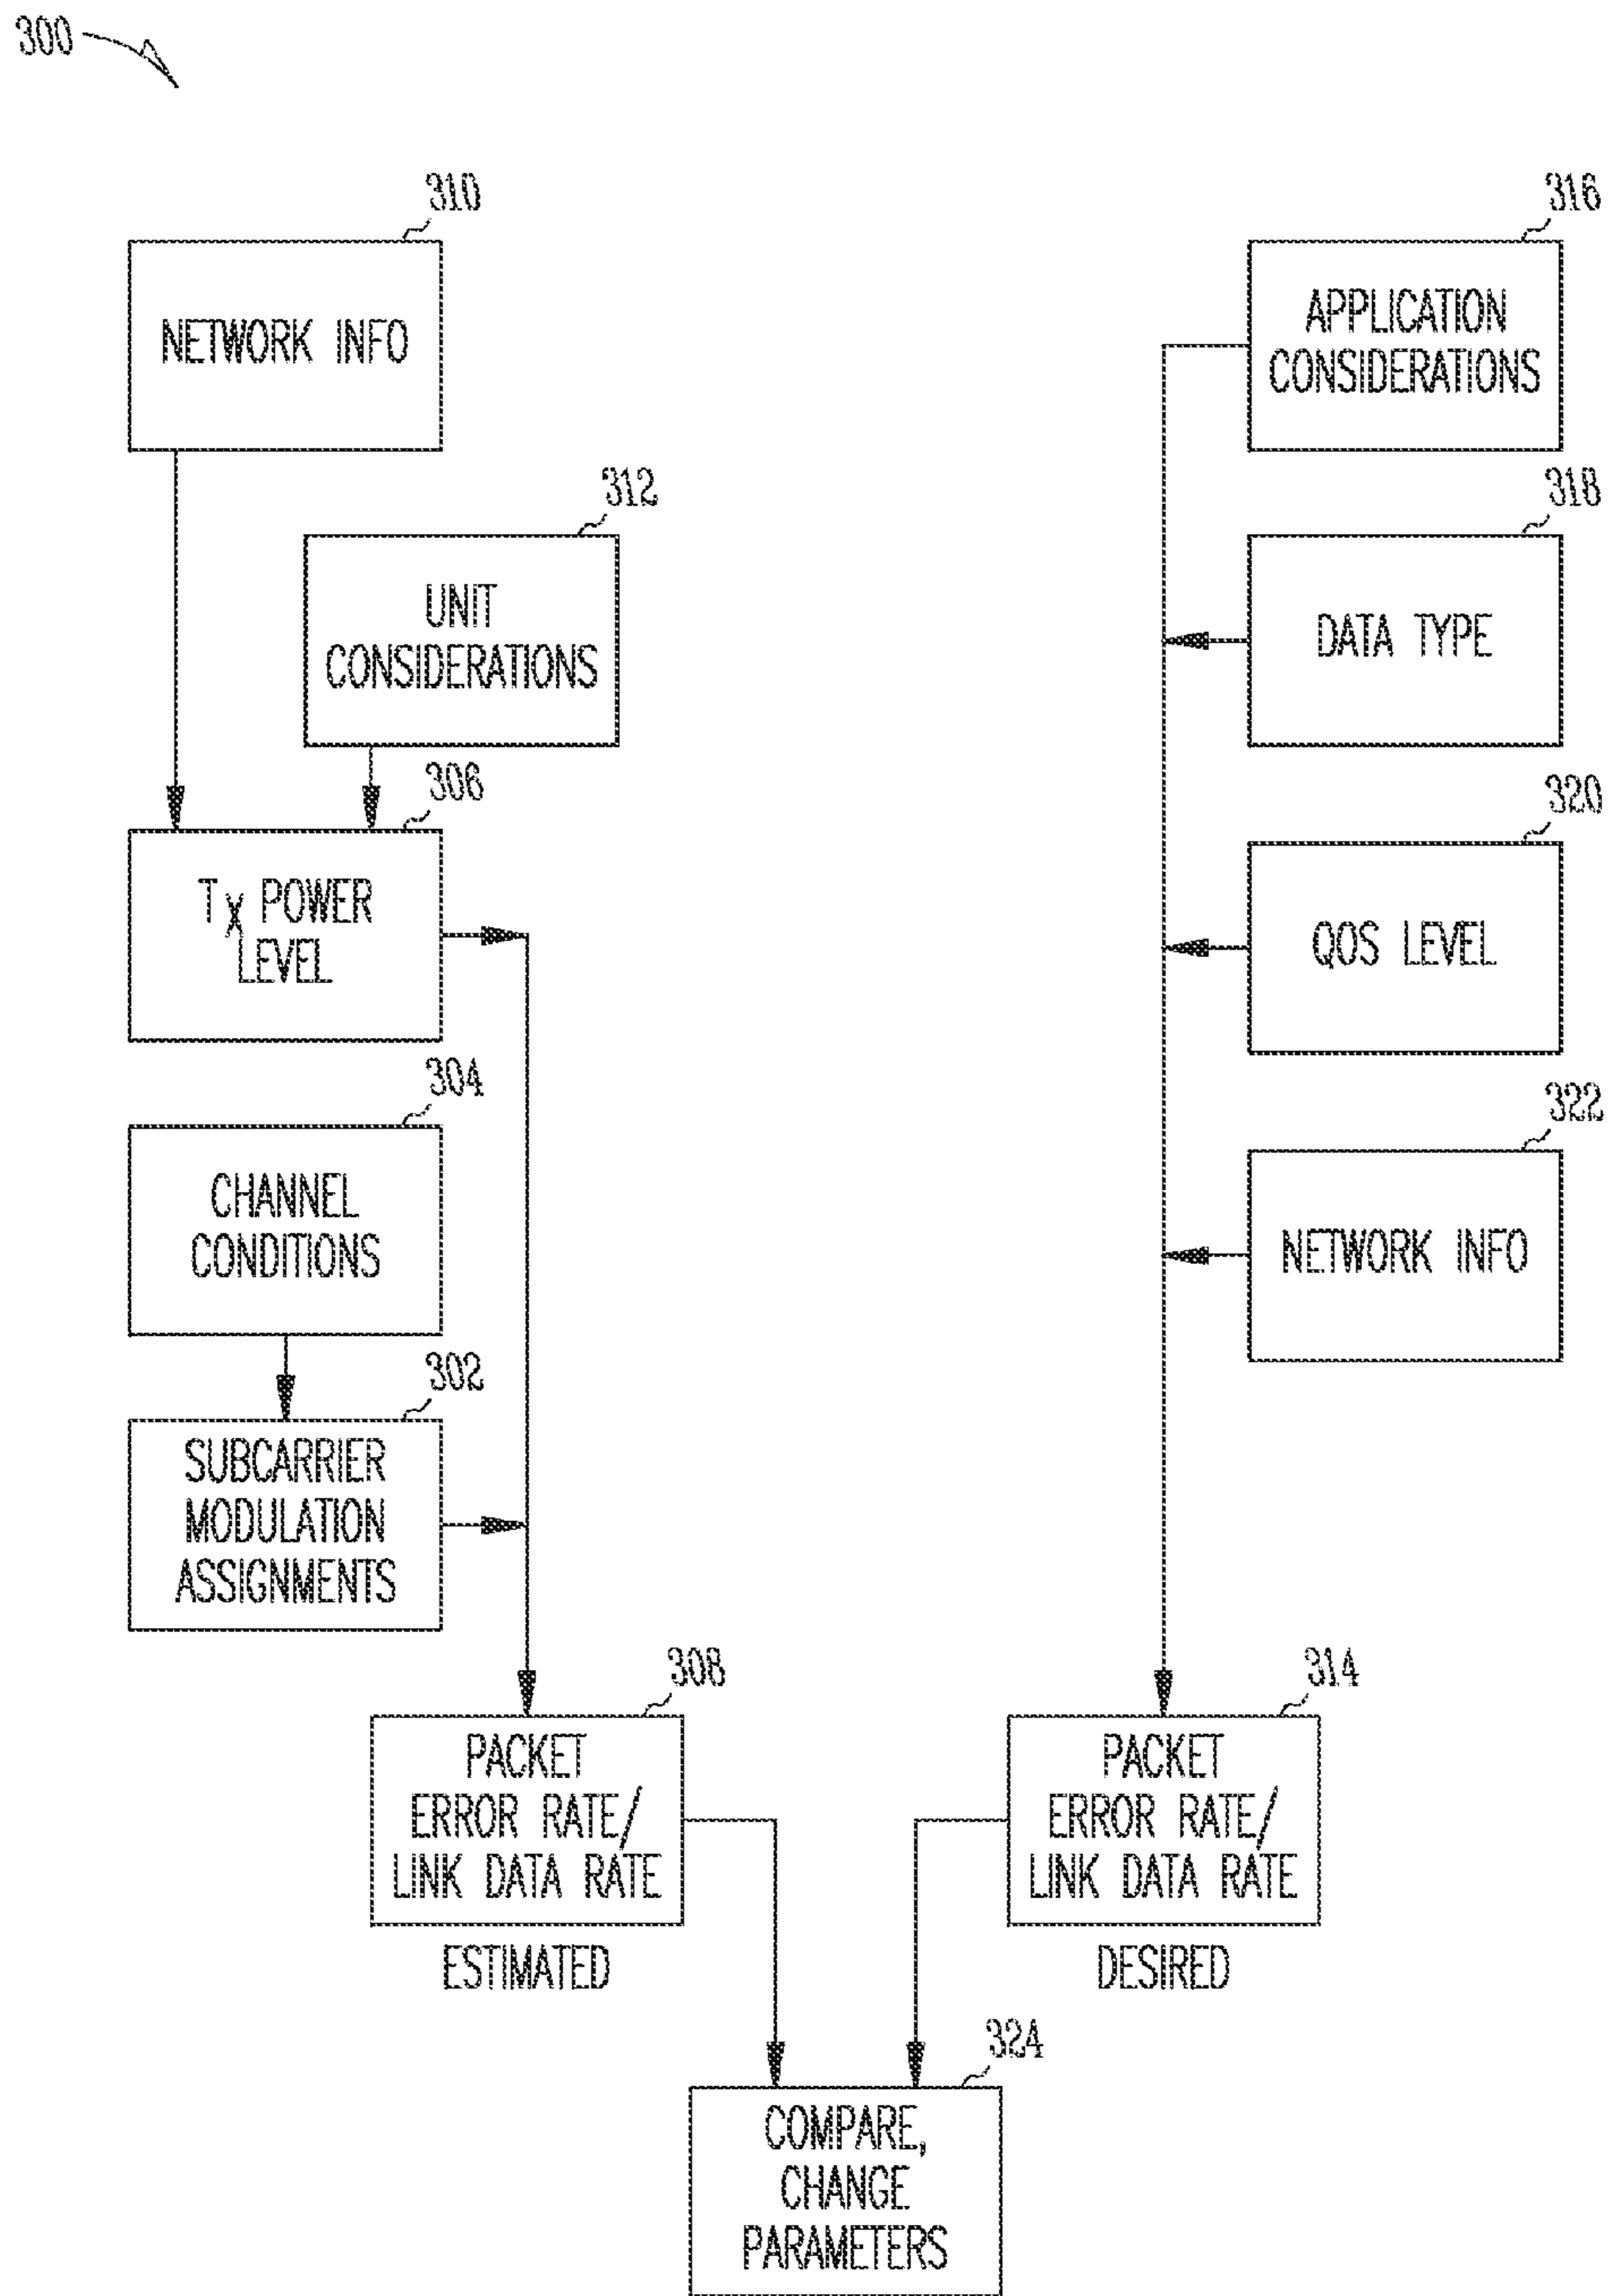 300
310
NETWORK INFO
312
UNIT
CONSIDERATIONS
306
TX POWER
LEVEL
304
CHANNEL
CONDITIONS
302
SUBCARRIER
MODULATION
ASSIGNMENTS
316
APPLICATION
CONSIDERATIONS
318
DATA TYPE
320
QOS LEVEL
322
NETWORK INFO
308
PACKET
ERROR RATE/
LINK DATA RATE
ESTIMATED
314
PACKET
ERROR RATE/
LINK DATA RATE
DESIRED
324
COMPARE,
CHANGE
PARAMETERS